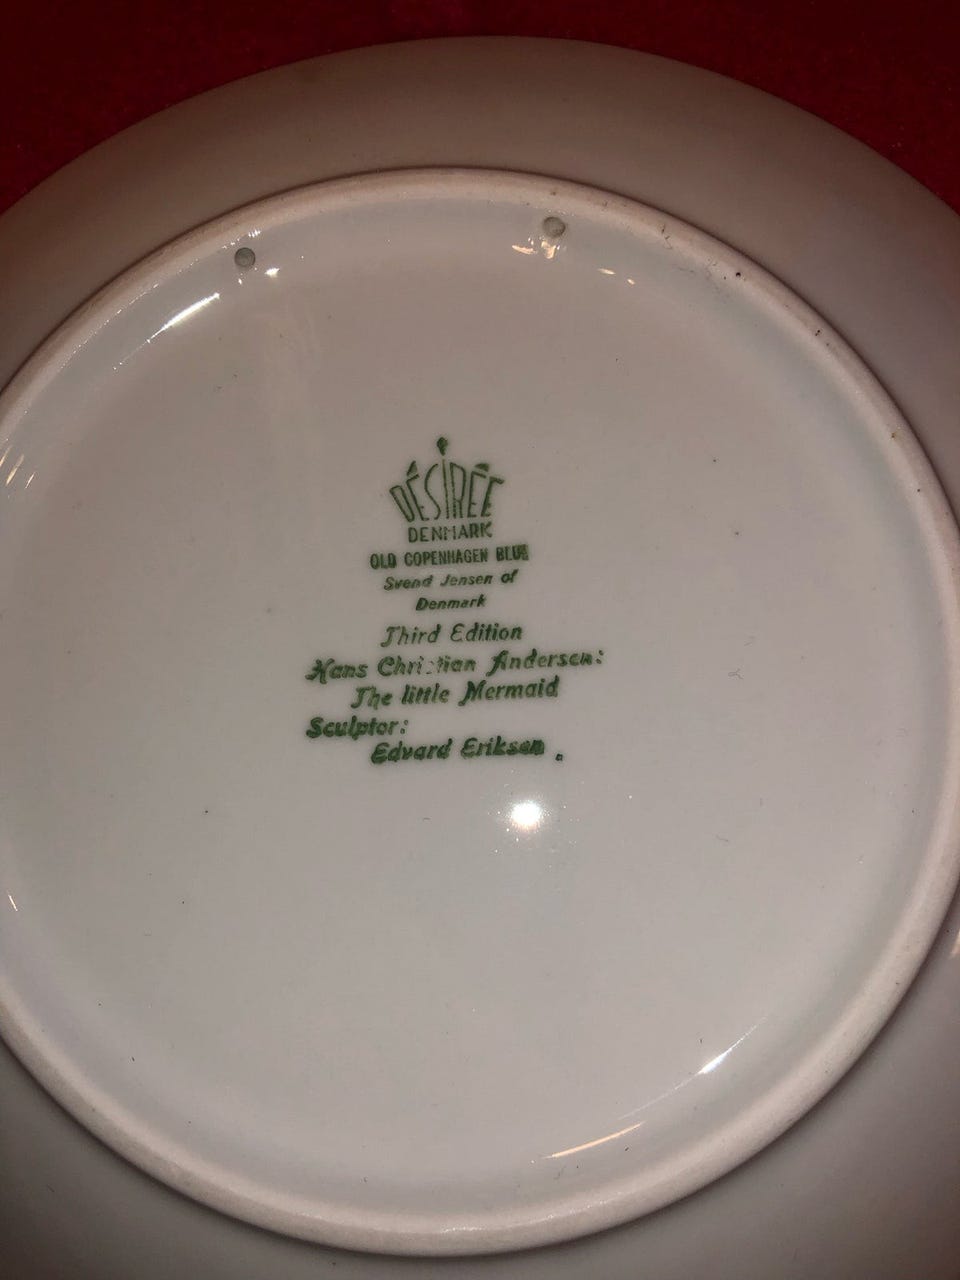 DÉSIRÉE
DENMARK
OLD COPENHAGEN BLUE
Svend Jensen of
Denmark
Third Edition
Hans Christian Andersen:
The little Mermaid
Sculptor:
Edvard Eriksen.